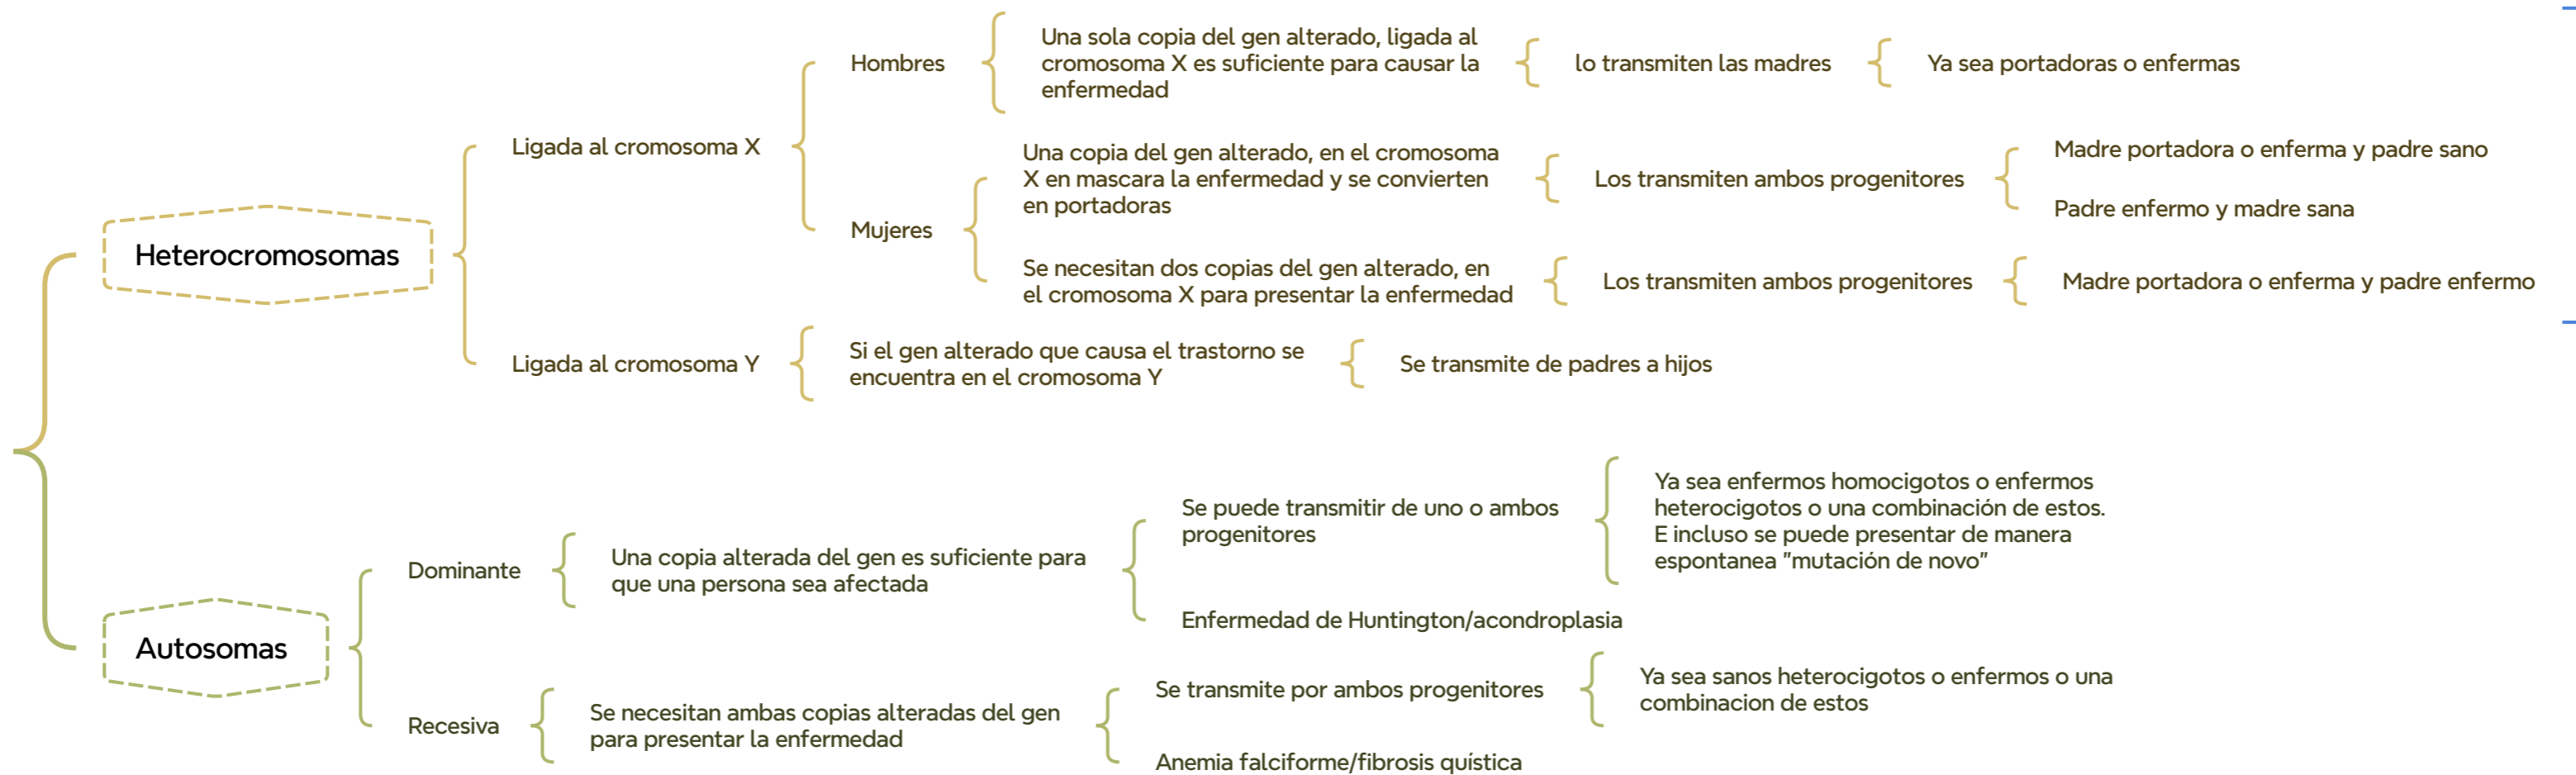 Heterocromosomas
Ligada al cromosoma X
Hombres
Una sola copia del gen alterado, ligada al
cromosoma X es suficiente para causar la
enfermedad
lo transmiten las madres
Ya sea portadoras o enfermas
Mujeres
Una copia del gen alterado, en el cromosoma
X en mascara la enfermedad y se convierten
en portadoras
Los transmiten ambos progenitores
Madre portadora o enferma y padre sano
Padre enfermo y madre sana
Se necesitan dos copias del gen alterado, en
el cromosoma X para presentar la enfermedad
Los transmiten ambos progenitores
Madre portadora o enferma y padre enfermo
Ligada al cromosoma Y
Si el gen alterado que causa el trastorno se
encuentra en el cromosoma Y
Se transmite de padres a hijos
Autosomas
Dominante
Una copia alterada del gen es suficiente para
que una persona sea afectada
Se puede transmitir de uno o ambos
progenitores
Ya sea enfermos homocigotos o enfermos
heterocigotos o una combinación de estos.
E incluso se puede presentar de manera
espontanea "mutación de novo"
Enfermedad de Huntington/acondroplasia
Recesiva
Se necesitan ambas copias alteradas del gen
para presentar la enfermedad
Se transmite por ambos progenitores
Ya sea sanos heterocigotos o enfermos o una
combinacion de estos
Anemia falciforme/fibrosis quística